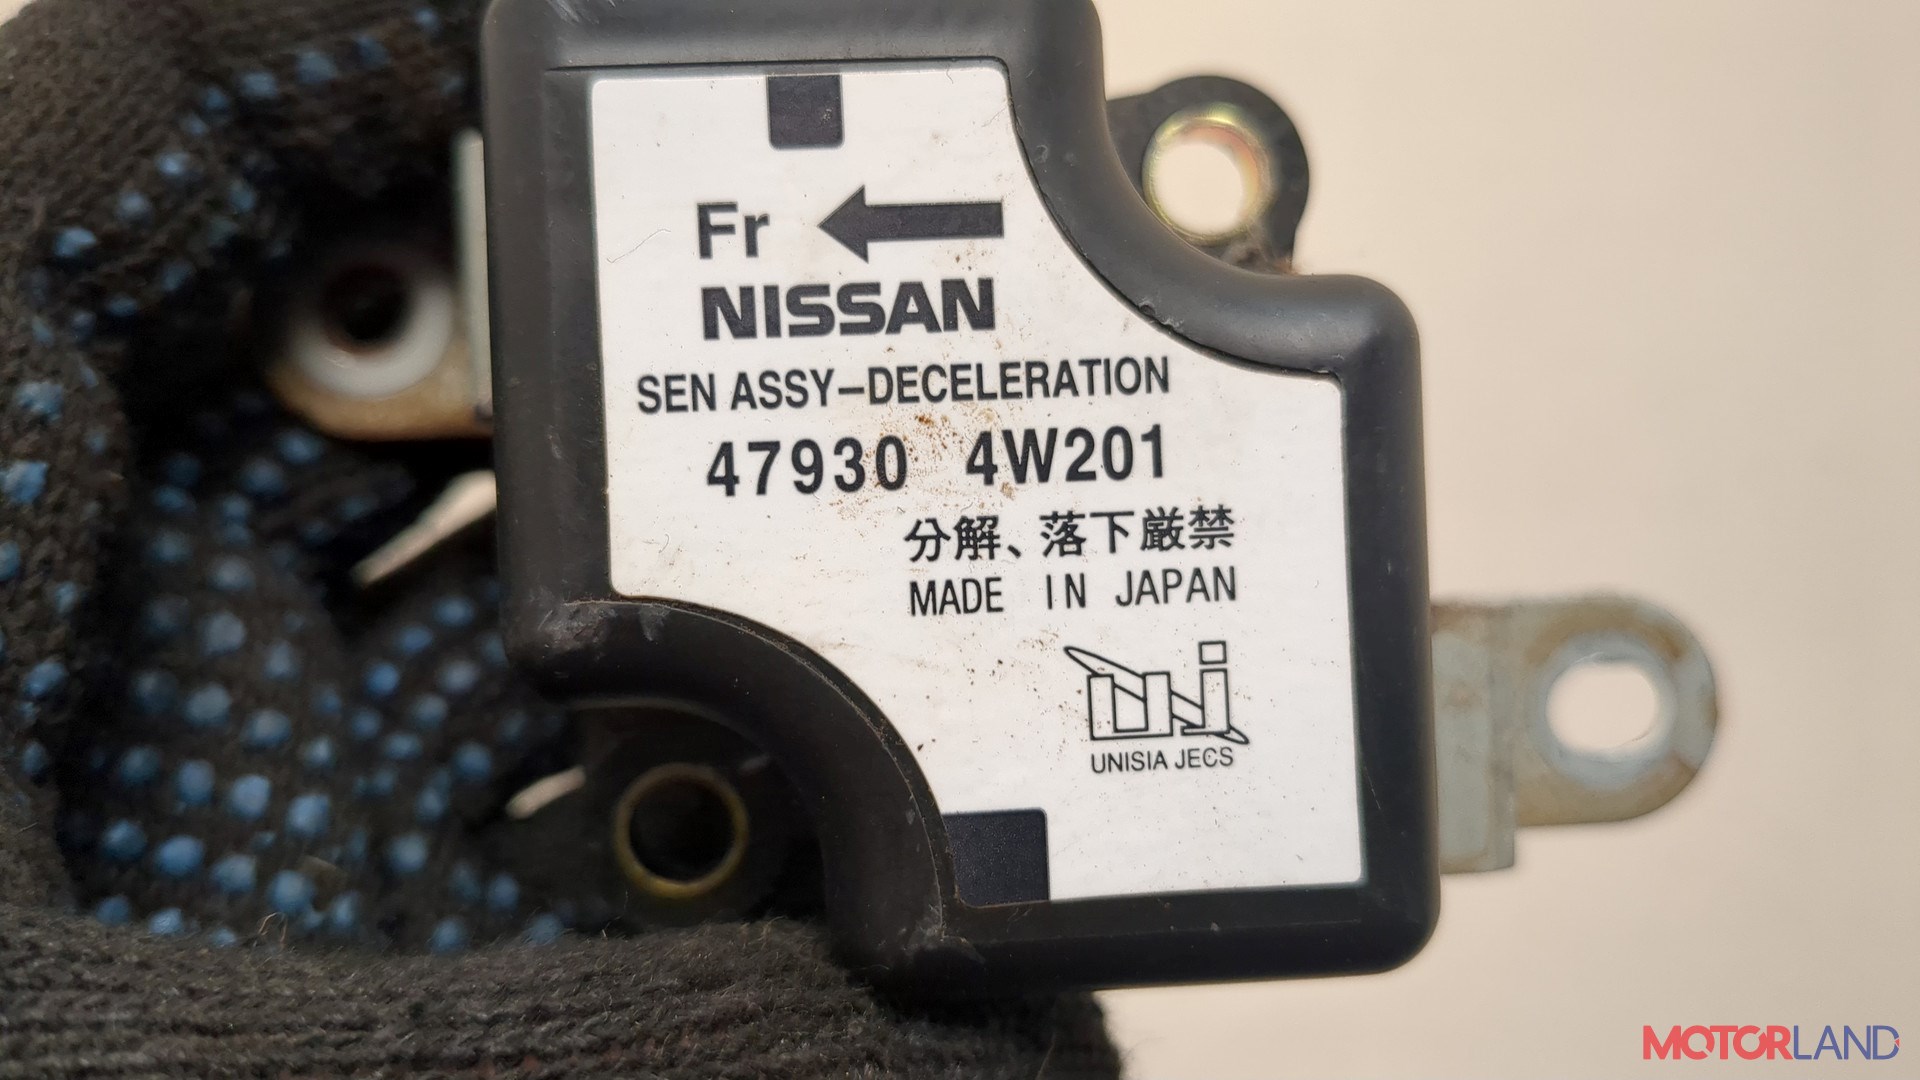 Fr
NISSAN
SEN ASSY-DECELERATION
47930 4W201
分解、落下厳禁
MADE IN JAPAN
UNISIA JECS
MOTORLAND